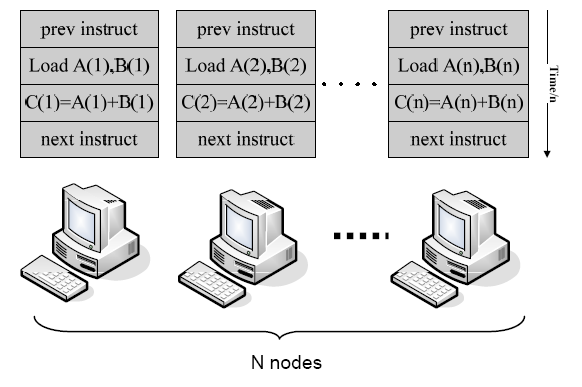 prev instruct
Load A(1),B(1)
C(1)=A(1)+B(1)
next instruct
prev instruct
Load A(2),B(2)
C(2)=A(2)+B(2)
next instruct
. . . . .
prev instruct
Load A(n),B(n)
C(n)=A(n)+B(n)
next instruct
Time/n
N nodes